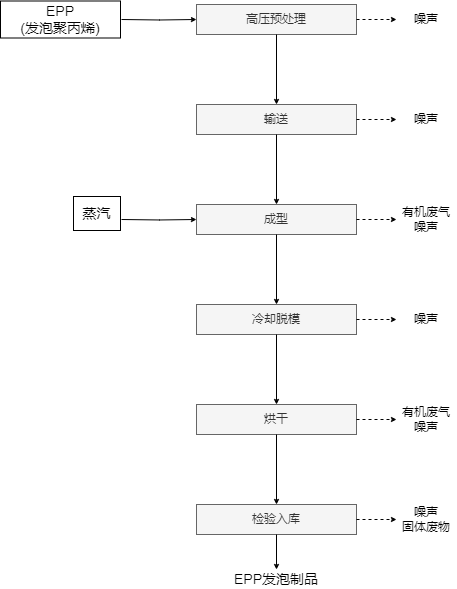 EPP
(发泡聚丙烯)
高压预处理
噪声
输送
噪声
蒸汽
成型
有机废气
噪声
冷却脱模
噪声
烘干
有机废气
噪声
检验入库
噪声
固体废物
EPP发泡制品